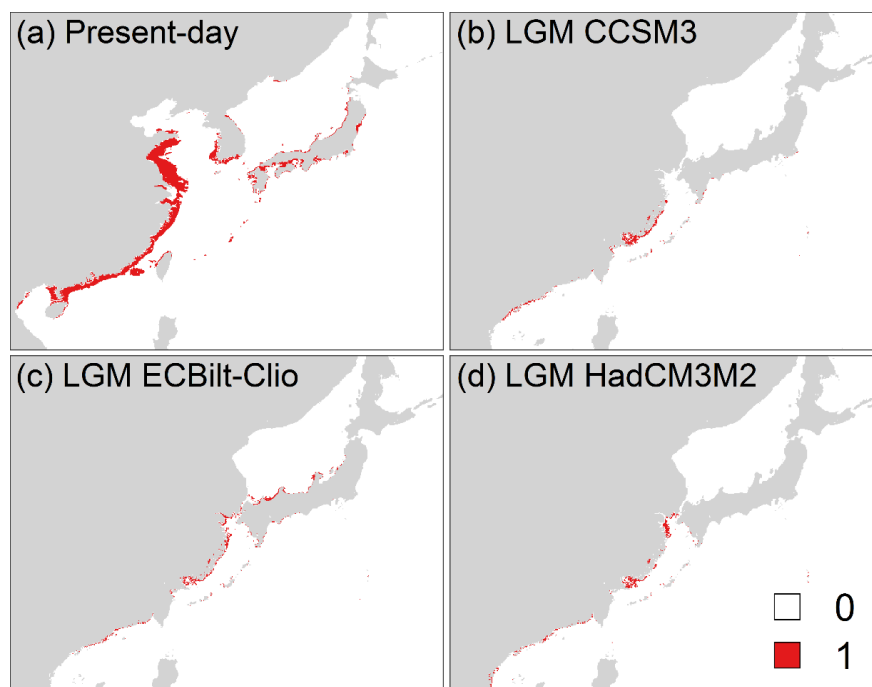 (a) Present-day
(b) LGM CCSM3
(c) LGM ECBilt-Clio
(d) LGM HadCM3M2
0
1